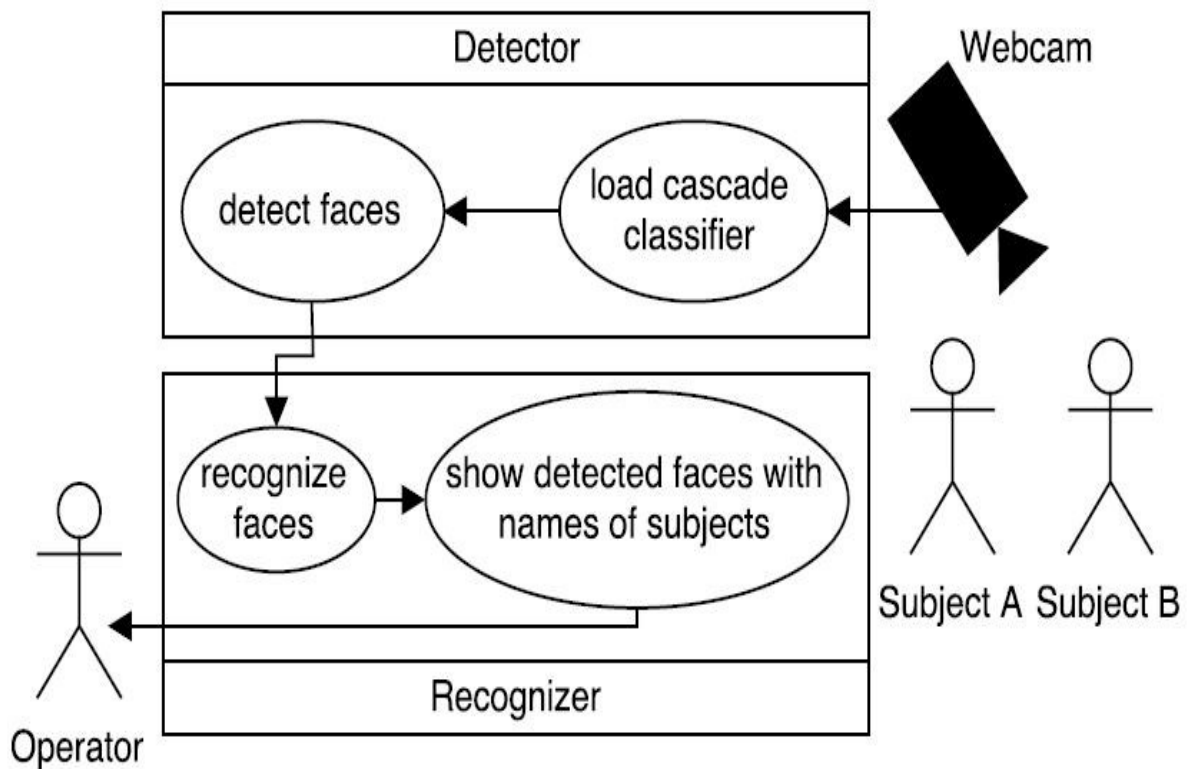 Detector
Webcam
detect faces
load cascade
classifier
recognize
faces
show detected faces with
names of subjects
Subject A
Subject B
Recognizer
Operator